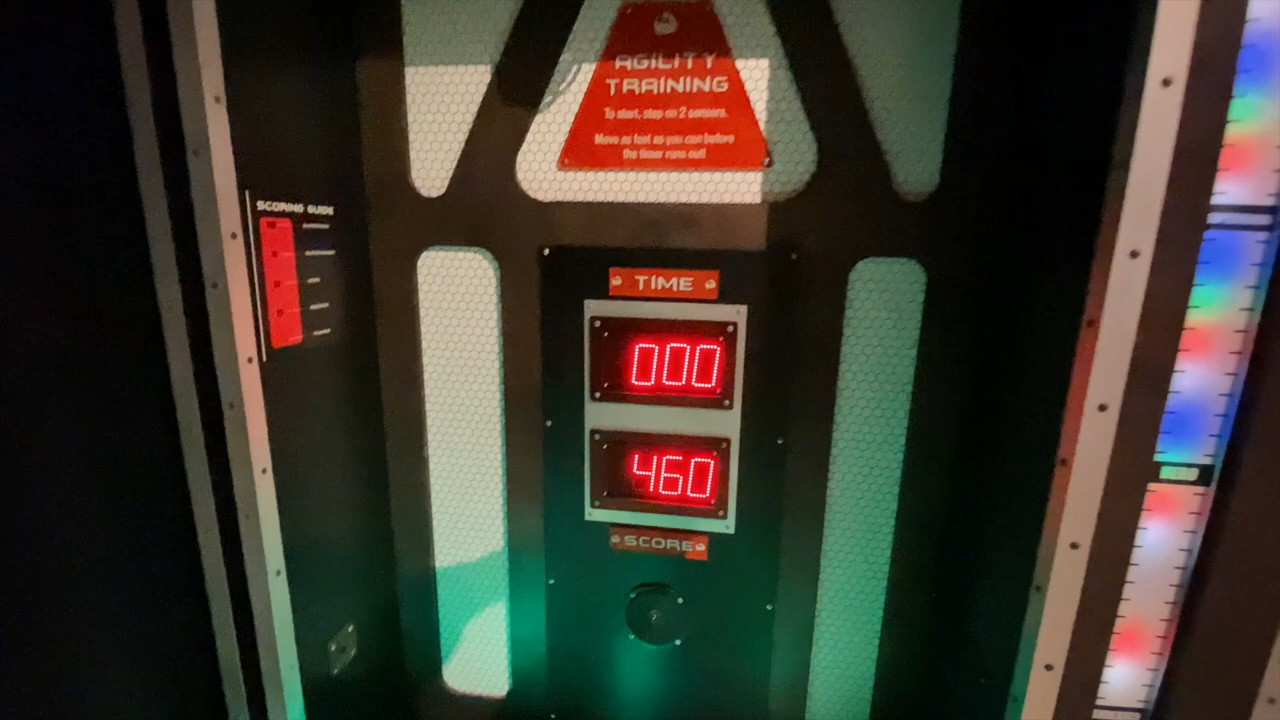 AGILITY
TRAINING
To start, step on 2 sensors.
Move as fast as you can before
the timer runs out!
SCORING GUIDE
TIME
000
460
SCORE